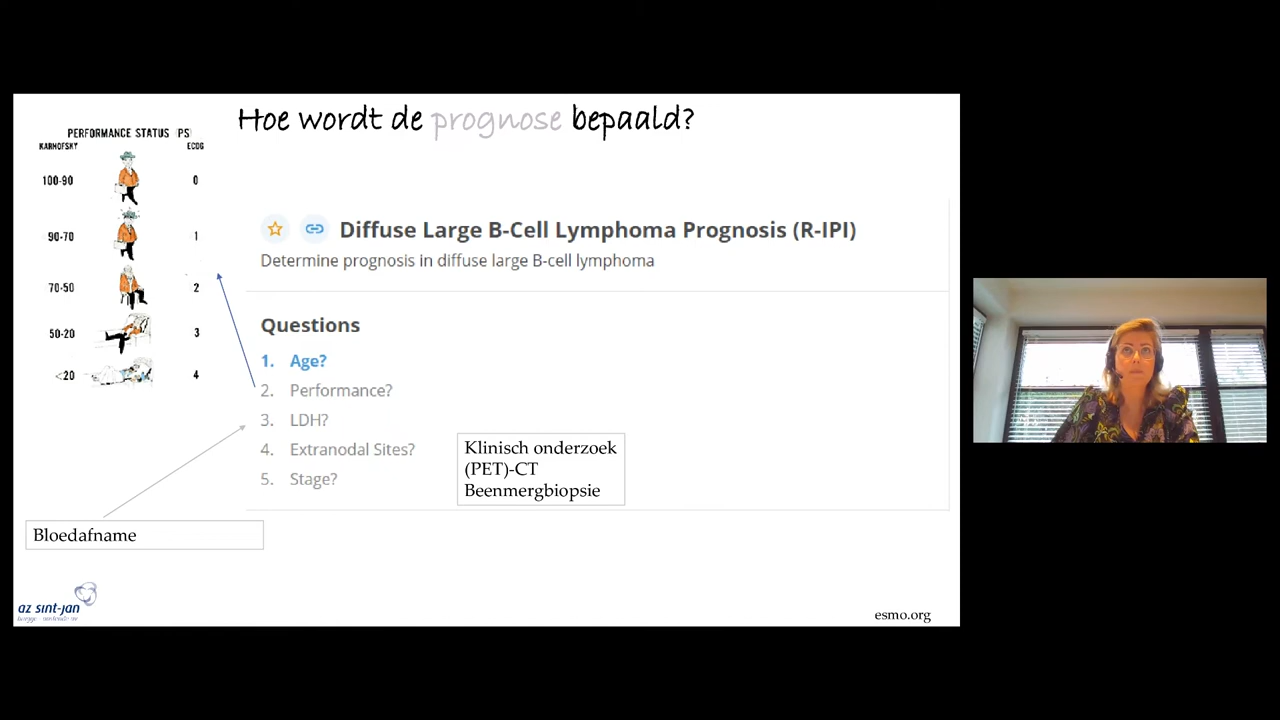 Hoe wordt de prognose bepaald?
PERFORMANCE STATUS (PS)
KARNOFSKY ECOG
100-90 0
90-70 1
70-50 2
50-20 3
<20 4
Diffuse Large B-Cell Lymphoma Prognosis (R-IPI)
Determine prognosis in diffuse large B-cell lymphoma
Questions
1. Age?
2. Performance?
3. LDH?
4. Extranodal Sites?
5. Stage?
Klinisch onderzoek
(PET)-CT
Beenmergbiopsie
Bloedafname
az sint-jan
esmo.org